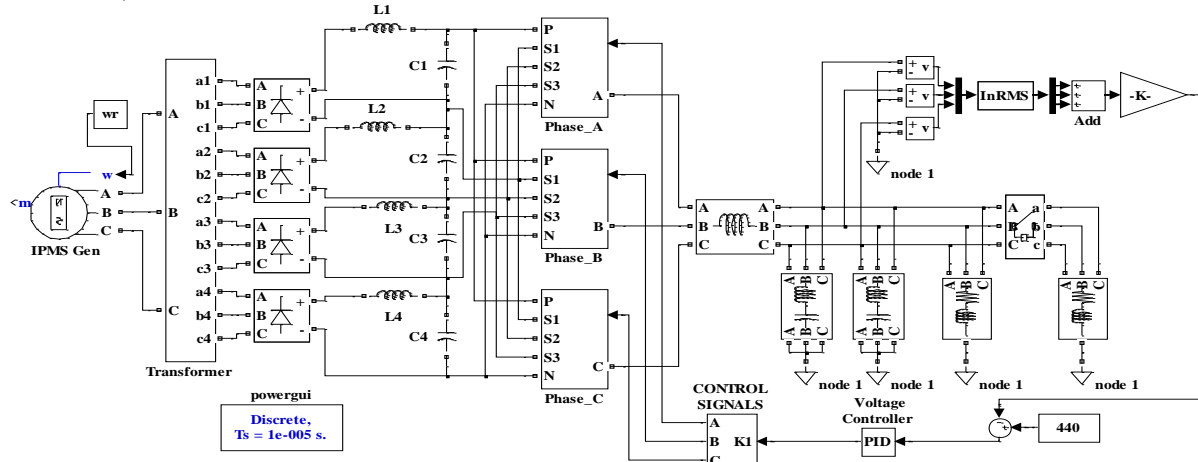 L1
P
S1
S2
S3
N
A
Phase_A
C1
a1
b1
c1
A
B
C
+
-
wr
A
L2
a2
b2
c2
A
B
C
+
-
C2
P
S1
S2
S3
N
B
Phase_B
<m
w
A
B
C
IPMS Gen
B
a3
b3
c3
A
B
C
+
-
L3
C3
C
a4
b4
c4
A
B
C
+
-
L4
C4
Transformer
P
S1
S2
S3
N
C
Phase_C
powergui
Discrete,
Ts = 1e-005 s.
+
-
v
+
-
v
+
-
v
node 1
InRMS
Add
-K-
A
B
C
A
B
C
A
B
C
a
b
c
A B C
A B C
A B C
A B C
A B C
A B C
node 1
node 1
node 1
node 1
CONTROL
SIGNALS
A
B
C
K1
Voltage
Controller
PID
440